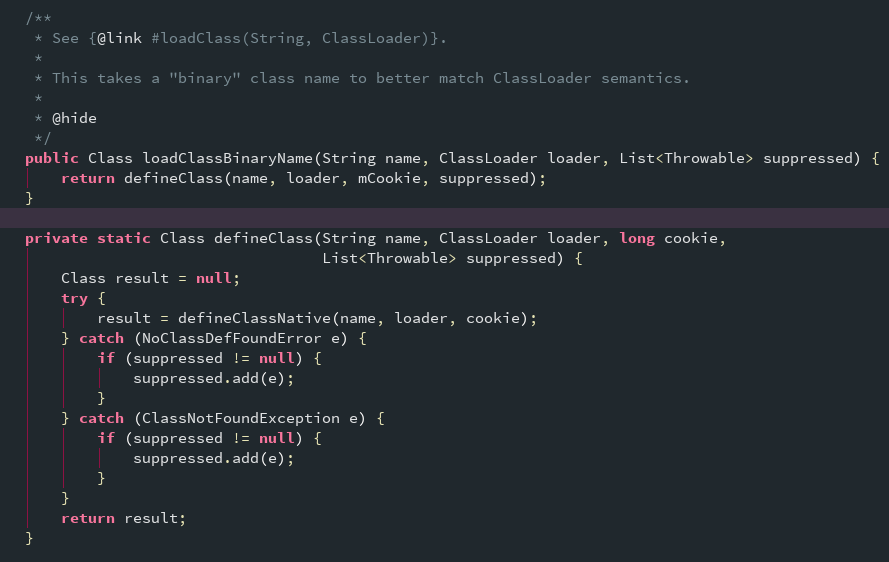 /**
 * See {@link #loadClass(String, ClassLoader)}.
 *
 * This takes a "binary" class name to better match ClassLoader semantics.
 *
 * @hide
 */
public Class loadClassBinaryName(String name, ClassLoader loader, List<Throwable> suppressed) {
    return defineClass(name, loader, mCookie, suppressed);
}

private static Class defineClass(String name, ClassLoader loader, long cookie,
                                 List<Throwable> suppressed) {
    Class result = null;
    try {
        result = defineClassNative(name, loader, cookie);
    } catch (NoClassDefFoundError e) {
        if (suppressed != null) {
            suppressed.add(e);
        }
    } catch (ClassNotFoundException e) {
        if (suppressed != null) {
            suppressed.add(e);
        }
    }
    return result;
}